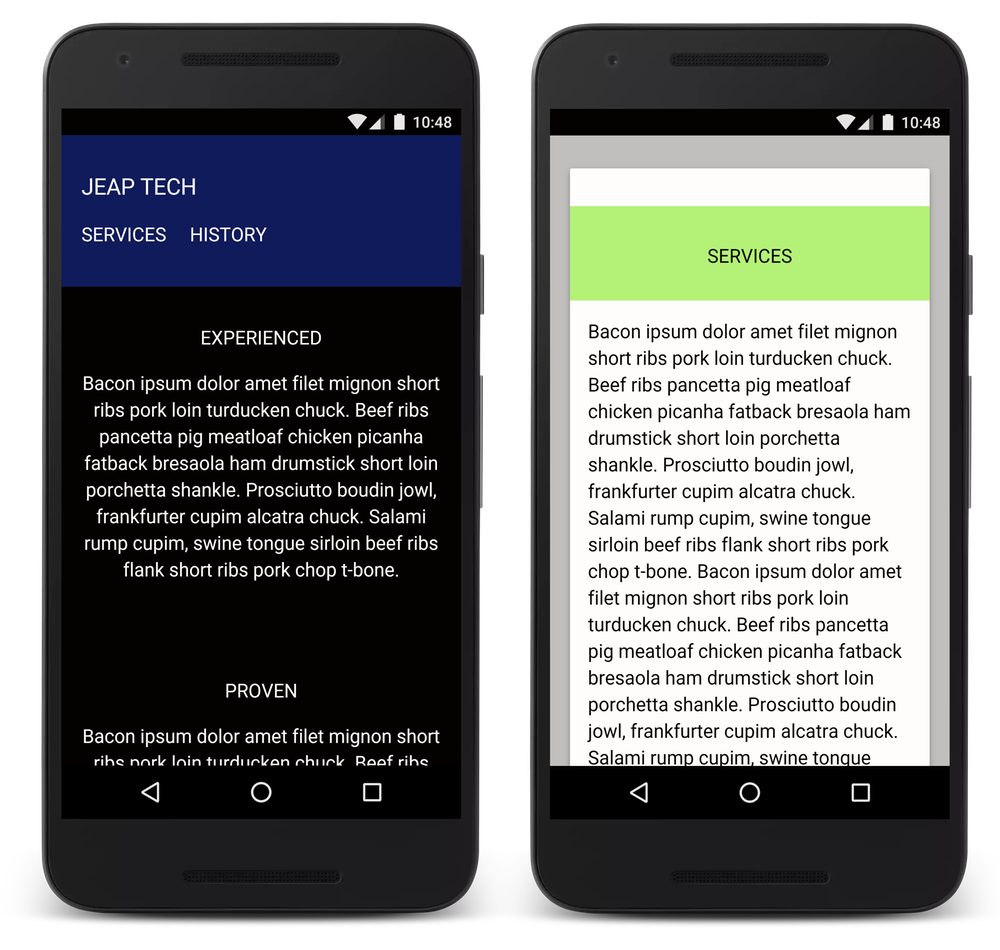 10:48
JEAP TECH
SERVICES HISTORY
EXPERIENCED
Bacon ipsum dolor amet filet mignon short
ribs pork loin turducken chuck. Beef ribs
pancetta pig meatloaf chicken picanha
fatback bresaola ham drumstick short loin
porchetta shankle. Prosciutto boudin jowl,
frankfurter cupim alcatra chuck. Salami
rump cupim, swine tongue sirloin beef ribs
flank short ribs pork chop t-bone.
PROVEN
Bacon ipsum dolor amet filet mignon short
ribs pork loin turducken chuck. Beef ribs
10:48
SERVICES
Bacon ipsum dolor amet filet mignon
short ribs pork loin turducken chuck.
Beef ribs pancetta pig meatloaf
chicken picanha fatback bresaola ham
drumstick short loin porchetta
shankle. Prosciutto boudin jowl,
frankfurter cupim alcatra chuck.
Salami rump cupim, swine tongue
sirloin beef ribs flank short ribs pork
chop t-bone. Bacon ipsum dolor amet
filet mignon short ribs pork loin
turducken chuck. Beef ribs pancetta
pig meatloaf chicken picanha fatback
bresaola ham drumstick short loin
porchetta shankle. Prosciutto boudin
jowl, frankfurter cupim alcatra chuck.
Salami rump cupim, swine tongue